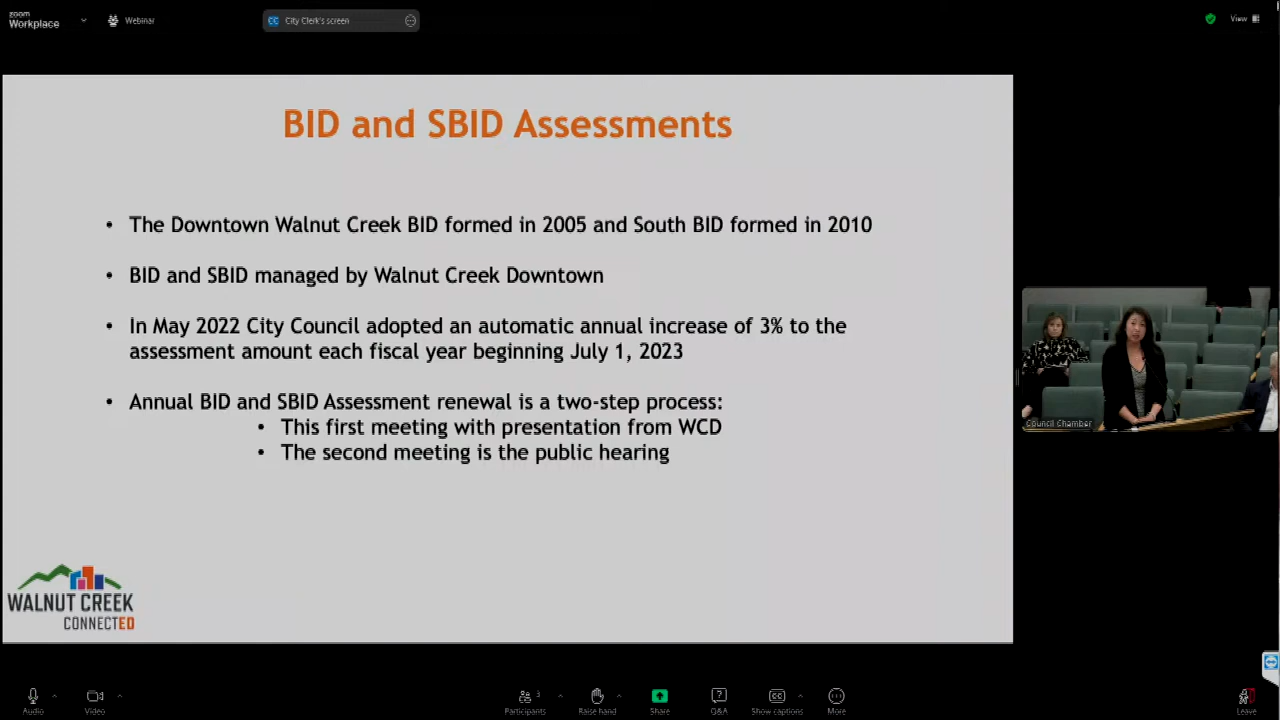 zoom
Workplace
Webinar
CC City Clerk's screen
View
BID and SBID Assessments
• The Downtown Walnut Creek BID formed in 2005 and South BID formed in 2010
• BID and SBID managed by Walnut Creek Downtown
• In May 2022 City Council adopted an automatic annual increase of 3% to the
assessment amount each fiscal year beginning July 1, 2023
• Annual BID and SBID Assessment renewal is a two-step process:
• This first meeting with presentation from WCD
• The second meeting is the public hearing
Council Chamber
WALNUT CREEK
CONNECTED
Audio
Video
3
Participants
Raise hand
Share
Q&A
CC
Show captions
More
Leave